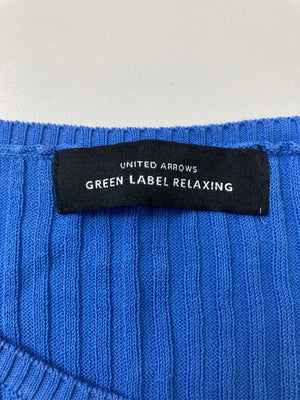 UNITED ARROWS
GREEN LABEL RELAXING